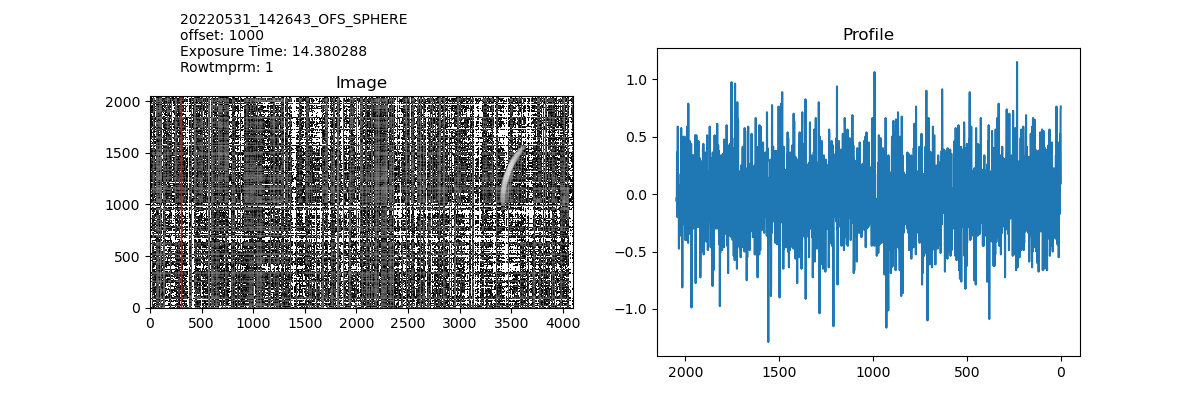 20220531_142643_OFS_SPHERE
offset: 1000
Exposure Time: 14.380288
Rowtmprm: 1
Image
2000
1500
1000
500
0
0 500 1000 1500 2000 2500 3000 3500 4000
Profile
1.0
0.5
0.0
−0.5
−1.0
2000 1500 1000 500 0